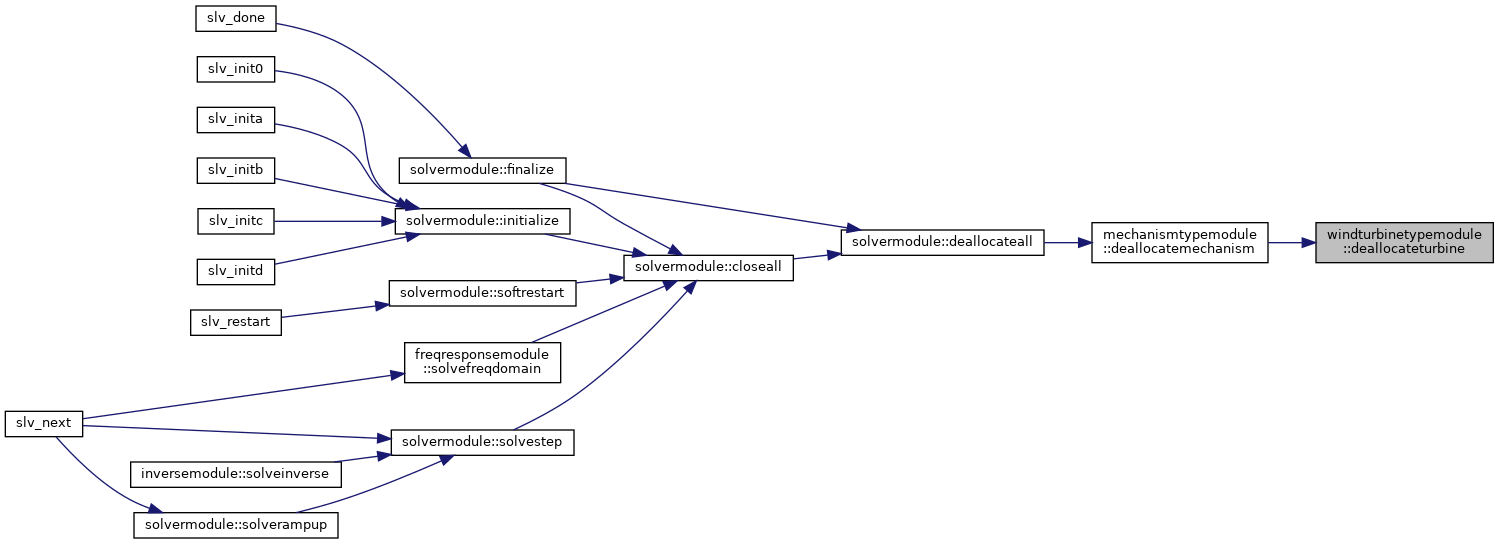 slv_done
slv_init0
slv_inita
slv_initb
slv_initc
slv_initd
slv_restart
slv_next
inversemodule::solveinverse
solvermodule::solverampup
solvermodule::finalize
solvermodule::initialize
solvermodule::softrestart
freqresponsemodule
::solvefreqdomain
solvermodule::solvestep
solvermodule::closeall
solvermodule::deallocateall
mechanismtypemodule
::deallocatemechanism
windturbinetypemodule
::deallocateturbine